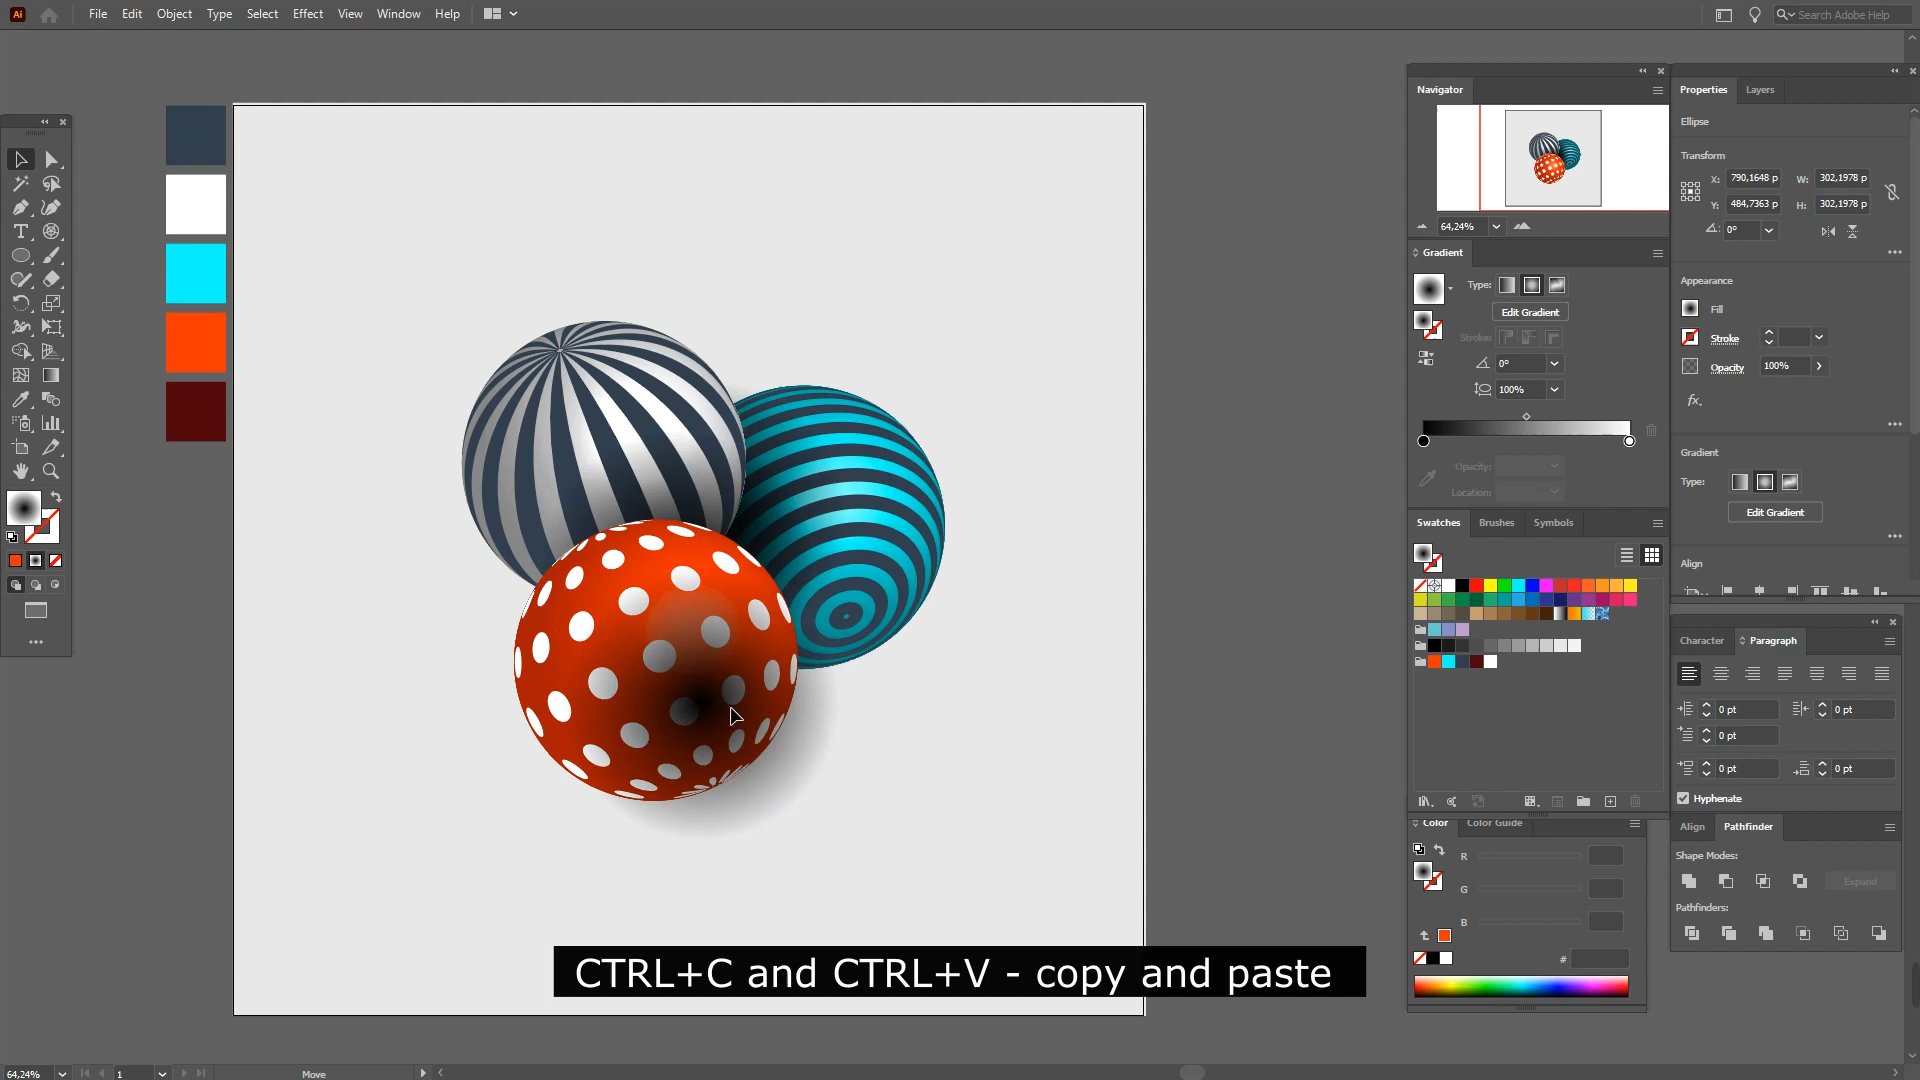 Ai File Edit Object Type Select Effect View Window Help Search Adobe Help
Navigator
64,24%
Gradient
Type:
Edit Gradient
Stroke:
0°
100%
Opacity:
Location:
Swatches Brushes Symbols
Color Color Guide
R
G
B
#
Properties Layers
Ellipse
Transform
X: 790,1648 p W: 302,1978 p
Y: 484,7363 p H: 302,1978 p
0°
Appearance
Fill
Stroke
Opacity 100%
fx.
Gradient
Type:
Edit Gradient
Align
Character Paragraph
0 pt 0 pt
0 pt
0 pt 0 pt
Hyphenate
Align Pathfinder
Shape Modes:
Expand
Pathfinders:
CTRL+C and CTRL+V - copy and paste
64,24% 1 Move